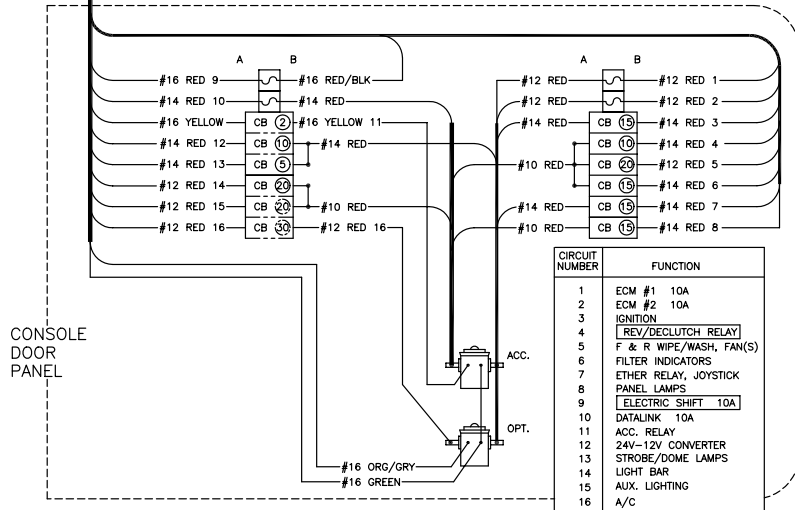 A B A B
#16 RED 9 #16 RED/BLK #12 RED #12 RED 1
#14 RED 10 #14 RED #12 RED #12 RED 2
#16 YELLOW CB 2 #16 YELLOW 11 #14 RED CB 15 #14 RED 3
#14 RED 12 CB 10 #14 RED CB 10 #14 RED 4
#14 RED 13 CB 5 #10 RED CB 20 #12 RED 5
#12 RED 14 CB 20 CB 15 #14 RED 6
#12 RED 15 CB 20 #10 RED #14 RED CB 15 #14 RED 7
#12 RED 16 CB 30 #12 RED 16 #10 RED CB 15 #14 RED 8
CONSOLE
DOOR
PANEL
ACC.
OPT.
#16 ORG/GRY
#16 GREEN
CIRCUIT
NUMBER FUNCTION
1 ECM #1 10A
2 ECM #2 10A
3 IGNITION
4 REV/DECLUTCH RELAY
5 F & R WIPE/WASH, FAN(S)
6 FILTER INDICATORS
7 ETHER RELAY, JOYSTICK
8 PANEL LAMPS
9 ELECTRIC SHIFT 10A
10 DATALINK 10A
11 ACC. RELAY
12 24V-12V CONVERTER
13 STROBE/DOME LAMPS
14 LIGHT BAR
15 AUX. LIGHTING
16 A/C